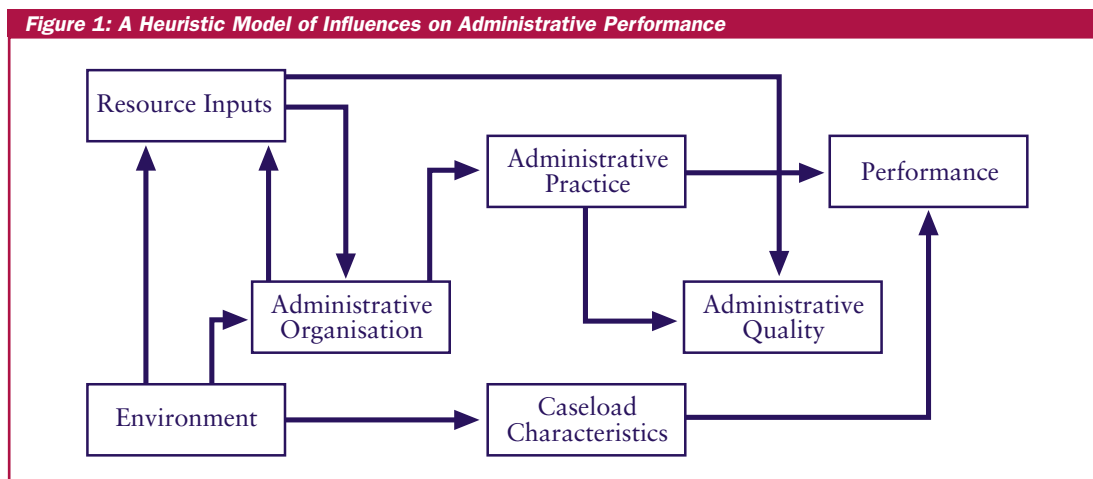 Figure 1: A Heuristic Model of Influences on Administrative Performance
Resource Inputs
Administrative
Practice
Performance
Administrative
Organisation
Administrative
Quality
Environment
Caseload
Characteristics